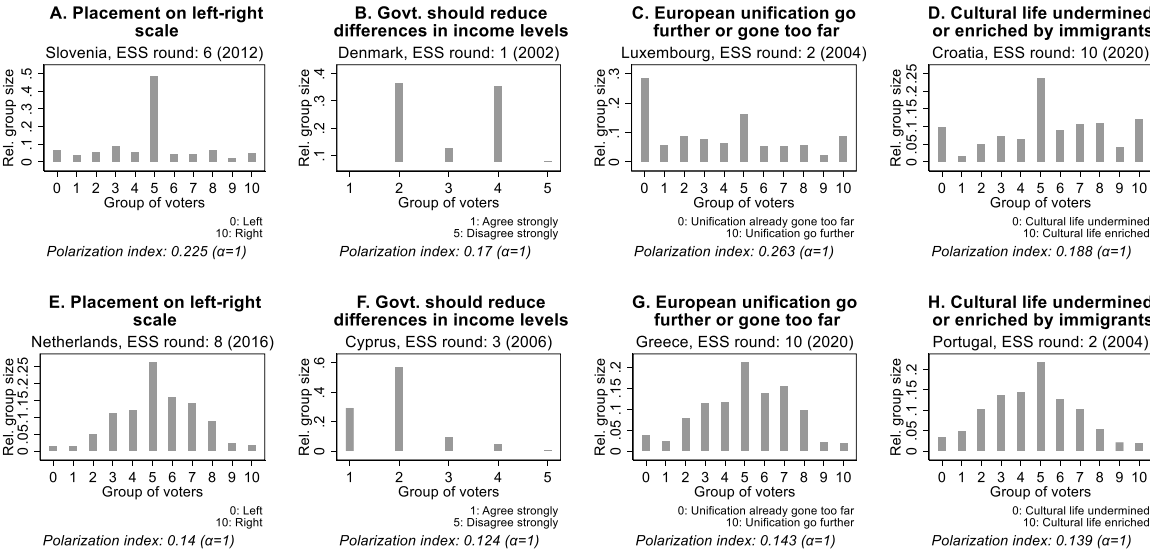 A. Placement on left-right
scale
Slovenia, ESS round: 6 (2012)
Rel. group size
0 .1 .2 .3 .4 .5
0 1 2 3 4 5 6 7 8 9 10
Group of voters
0: Left
10: Right
Polarization index: 0.225 (α=1)
B. Govt. should reduce
differences in income levels
Denmark, ESS round: 1 (2002)
Rel. group size
.1 .2 .3 .4
1 2 3 4 5
Group of voters
1: Agree strongly
5: Disagree strongly
Polarization index: 0.17 (α=1)
C. European unification go
further or gone too far
Luxembourg, ESS round: 2 (2004)
Rel. group size
0 .1 .2 .3
0 1 2 3 4 5 6 7 8 9 10
Group of voters
0: Unification already gone too far
10: Unification go further
Polarization index: 0.263 (α=1)
D. Cultural life undermined
or enriched by immigrants
Croatia, ESS round: 10 (2020)
Rel. group size
0 .05 .1 .15 .2 .25
0 1 2 3 4 5 6 7 8 9 10
Group of voters
0: Cultural life undermined
10: Cultural life enriched
Polarization index: 0.188 (α=1)
E. Placement on left-right
scale
Netherlands, ESS round: 8 (2016)
Rel. group size
0 .05 .1 .15 .2 .25
0 1 2 3 4 5 6 7 8 9 10
Group of voters
0: Left
10: Right
Polarization index: 0.14 (α=1)
F. Govt. should reduce
differences in income levels
Cyprus, ESS round: 3 (2006)
Rel. group size
0 .2 .4 .6
1 2 3 4 5
Group of voters
1: Agree strongly
5: Disagree strongly
Polarization index: 0.124 (α=1)
G. European unification go
further or gone too far
Greece, ESS round: 10 (2020)
Rel. group size
0 .05 .1 .15 .2
0 1 2 3 4 5 6 7 8 9 10
Group of voters
0: Unification already gone too far
10: Unification go further
Polarization index: 0.143 (α=1)
H. Cultural life undermined
or enriched by immigrants
Portugal, ESS round: 2 (2004)
Rel. group size
0 .05 .1 .15 .2
0 1 2 3 4 5 6 7 8 9 10
Group of voters
0: Cultural life undermined
10: Cultural life enriched
Polarization index: 0.139 (α=1)